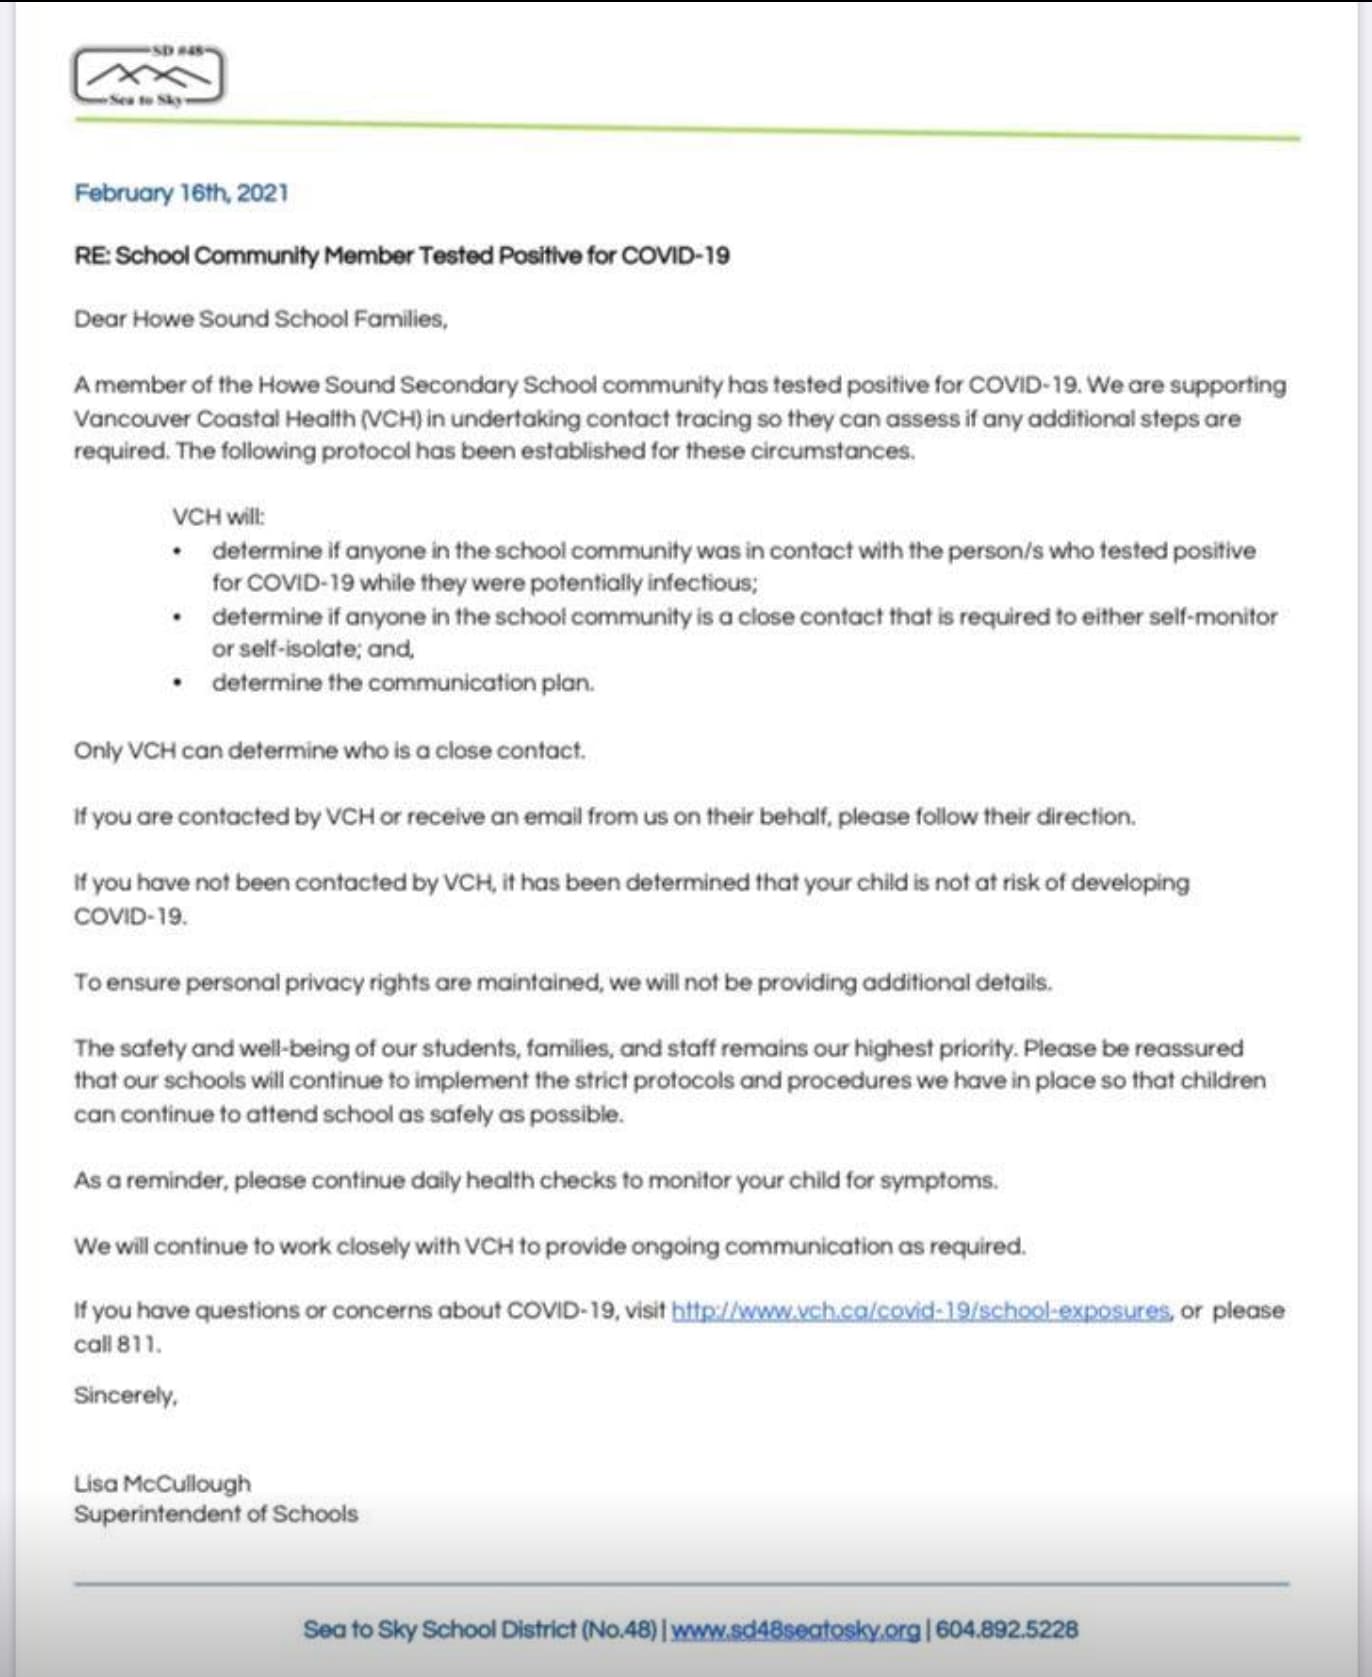 SD #48
Sea to Sky
February 16th, 2021
RE: School Community Member Tested Positive for COVID-19
Dear Howe Sound School Families,
A member of the Howe Sound Secondary School community has tested positive for COVID-19. We are supporting
Vancouver Coastal Health (VCH) in undertaking contact tracing so they can assess if any additional steps are
required. The following protocol has been established for these circumstances.
VCH will:
• determine if anyone in the school community was in contact with the person/s who tested positive
for COVID-19 while they were potentially infectious;
• determine if anyone in the school community is a close contact that is required to either self-monitor
or self-isolate; and,
• determine the communication plan.
Only VCH can determine who is a close contact.
If you are contacted by VCH or receive an email from us on their behalf, please follow their direction.
If you have not been contacted by VCH, it has been determined that your child is not at risk of developing
COVID-19.
To ensure personal privacy rights are maintained, we will not be providing additional details.
The safety and well-being of our students, families, and staff remains our highest priority. Please be reassured
that our schools will continue to implement the strict protocols and procedures we have in place so that children
can continue to attend school as safely as possible.
As a reminder, please continue daily health checks to monitor your child for symptoms.
We will continue to work closely with VCH to provide ongoing communication as required.
If you have questions or concerns about COVID-19, visit http://www.vch.ca/covid-19/school-exposures, or please
call 811.
Sincerely,
Lisa McCullough
Superintendent of Schools
Sea to Sky School District (No.48) | www.sd48seatosky.org | 604.892.5228